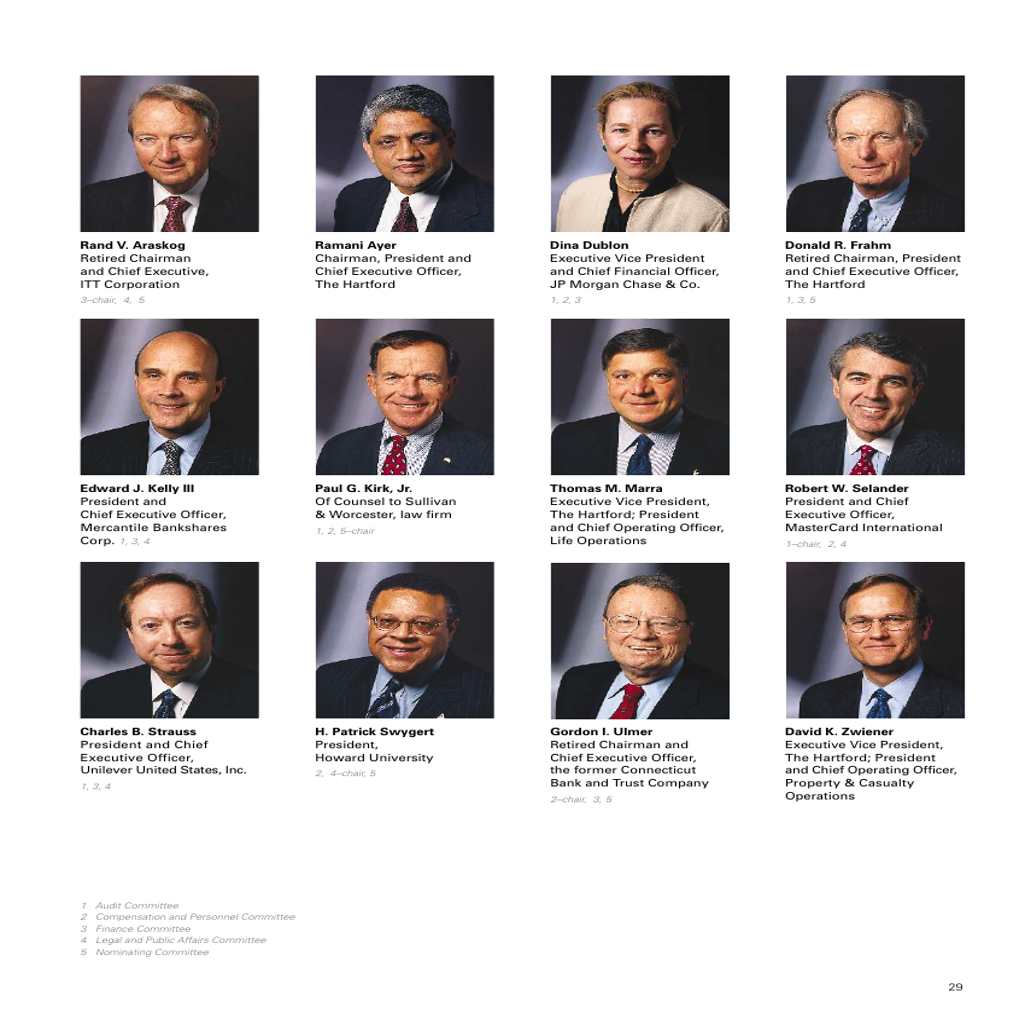 Rand V. Araskog
Retired Chairman
and Chief Executive,
ITT Corporation
3–chair, 4, 5
Ramani Ayer
Chairman, President and
Chief Executive Officer,
The Hartford
Dina Dublon
Executive Vice President
and Chief Financial Officer,
JP Morgan Chase & Co.
1, 2, 3
Donald R. Frahm
Retired Chairman, President
and Chief Executive Officer,
The Hartford
1, 3, 5
Edward J. Kelly III
President and
Chief Executive Officer,
Mercantile Bankshares
Corp. 1, 3, 4
Paul G. Kirk, Jr.
Of Counsel to Sullivan
& Worcester, law firm
1, 2, 5–chair
Thomas M. Marra
Executive Vice President,
The Hartford; President
and Chief Operating Officer,
Life Operations
Robert W. Selander
President and Chief
Executive Officer,
MasterCard International
1–chair, 2, 4
Charles B. Strauss
President and Chief
Executive Officer,
Unilever United States, Inc.
1, 3, 4
H. Patrick Swygert
President,
Howard University
2, 4–chair, 5
Gordon I. Ulmer
Retired Chairman and
Chief Executive Officer,
the former Connecticut
Bank and Trust Company
2–chair, 3, 5
David K. Zwiener
Executive Vice President,
The Hartford; President
and Chief Operating Officer,
Property & Casualty
Operations
1 Audit Committee
2 Compensation and Personnel Committee
3 Finance Committee
4 Legal and Public Affairs Committee
5 Nominating Committee
29